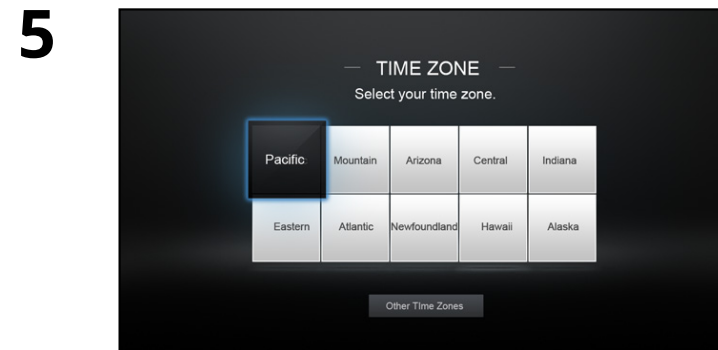 5
TIME ZONE
Select your time zone.
Pacific Mountain Arizona Central Indiana
Eastern Atlantic Newfoundland Hawaii Alaska
Other TIme Zones